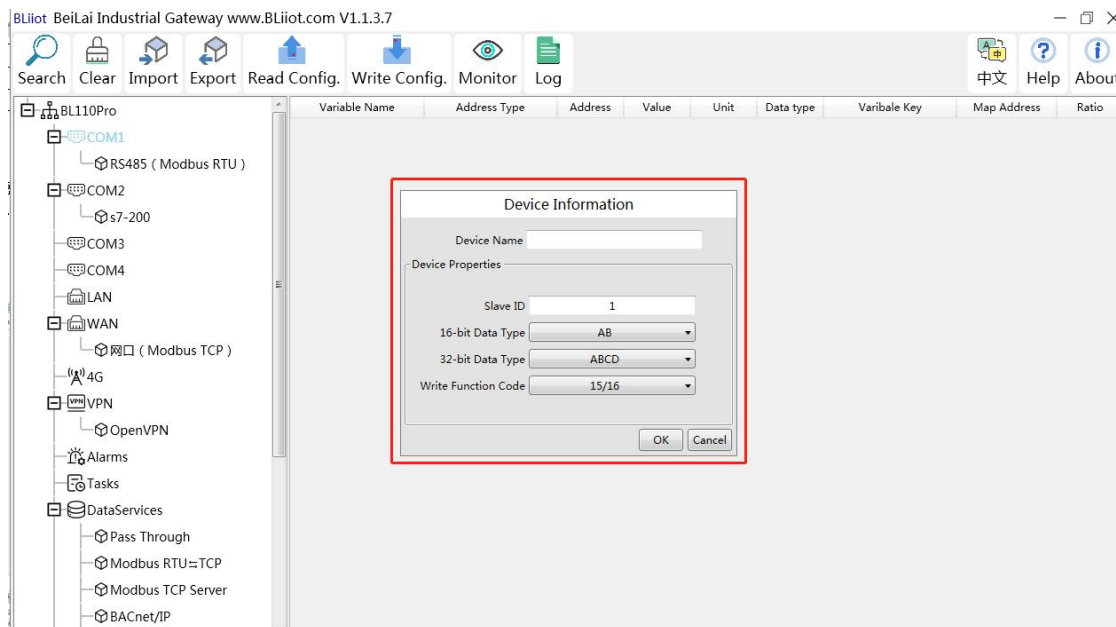 BLiiot BeiLai Industrial Gateway www.BLiiot.com V1.1.3.7
Search Clear Import Export Read Config. Write Config. Monitor Log 中文 Help About
BL110Pro
Variable Name Address Type Address Value Unit Data type Varibale Key Map Address Ratio
COM1
RS485 ( Modbus RTU )
COM2
s7-200
COM3
COM4
LAN
WAN
网口 ( Modbus TCP )
4G
VPN
VPN
OpenVPN
Alarms
Tasks
DataServices
Pass Through
Modbus RTU⇆TCP
Modbus TCP Server
BACnet/IP
Device Information
Device Name
Device Properties
Slave ID 1
16-bit Data Type AB
32-bit Data Type ABCD
Write Function Code 15/16
OK Cancel